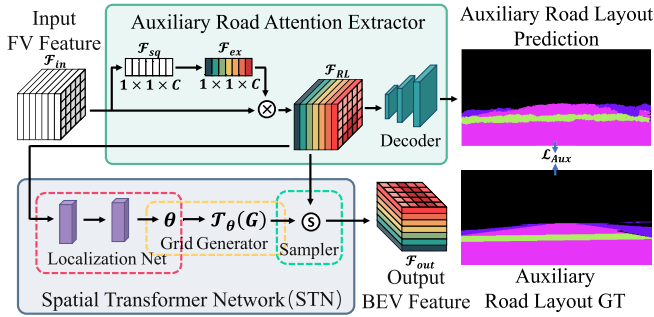 Input
FV Feature
𝓕in
Auxiliary Road Attention Extractor
𝓕sq
𝓕ex
1 × 1 × C
1 × 1 × C
𝓕RL
Decoder
Auxiliary Road Layout
Prediction
𝓛Aux
θ
𝓣θ(G)
S
Localization Net
Grid Generator
Sampler
Spatial Transformer Network(STN)
𝓕out
Output
BEV Feature
Auxiliary
Road Layout GT